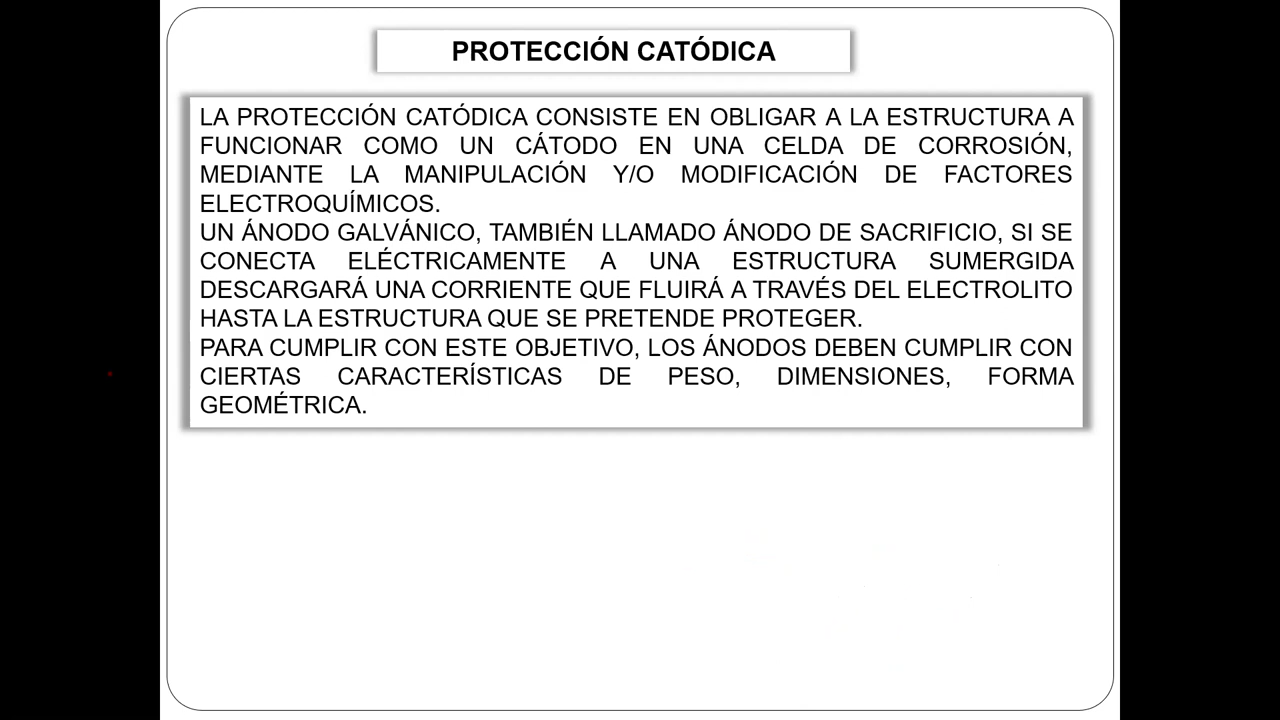 PROTECCIÓN CATÓDICA
LA PROTECCIÓN CATÓDICA CONSISTE EN OBLIGAR A LA ESTRUCTURA A
FUNCIONAR COMO UN CÁTODO EN UNA CELDA DE CORROSIÓN,
MEDIANTE LA MANIPULACIÓN Y/O MODIFICACIÓN DE FACTORES
ELECTROQUÍMICOS.
UN ÁNODO GALVÁNICO, TAMBIÉN LLAMADO ÁNODO DE SACRIFICIO, SI SE
CONECTA ELÉCTRICAMENTE A UNA ESTRUCTURA SUMERGIDA
DESCARGARÁ UNA CORRIENTE QUE FLUIRÁ A TRAVÉS DEL ELECTROLITO
HASTA LA ESTRUCTURA QUE SE PRETENDE PROTEGER.
PARA CUMPLIR CON ESTE OBJETIVO, LOS ÁNODOS DEBEN CUMPLIR CON
CIERTAS CARACTERÍSTICAS DE PESO, DIMENSIONES, FORMA
GEOMÉTRICA.